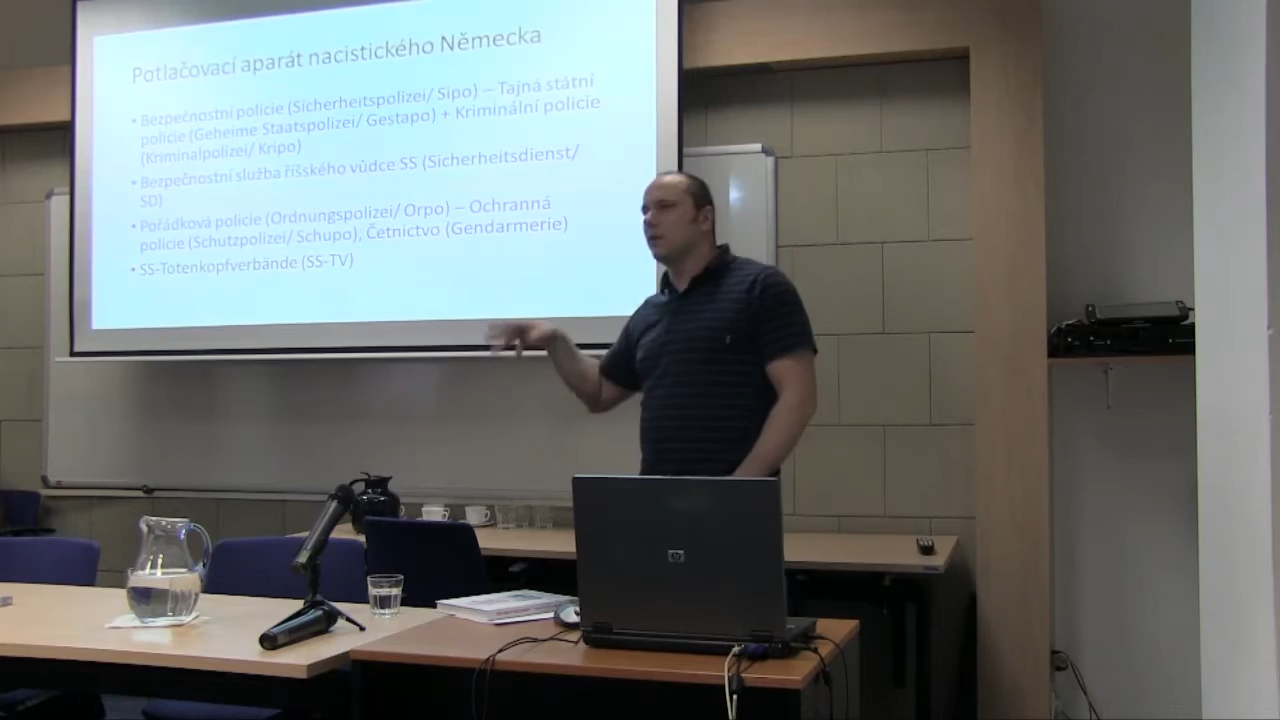 Potlačovací aparát nacistického Německa
• Bezpečnostní policie (Sicherheitspolizei/ Sipo) – Tajná státní
policie (Geheime Staatspolizei/ Gestapo) + Kriminální policie
(Kriminalpolizei/ Kripo)
• Bezpečnostní služba říšského vůdce SS (Sicherheitsdienst/
SD)
• Pořádková policie (Ordnungspolizei/ Orpo) – Ochranná
policie (Schutzpolizei/ Schupo), Četnictvo (Gendarmerie)
• SS-Totenkopfverbände (SS-TV)
hp